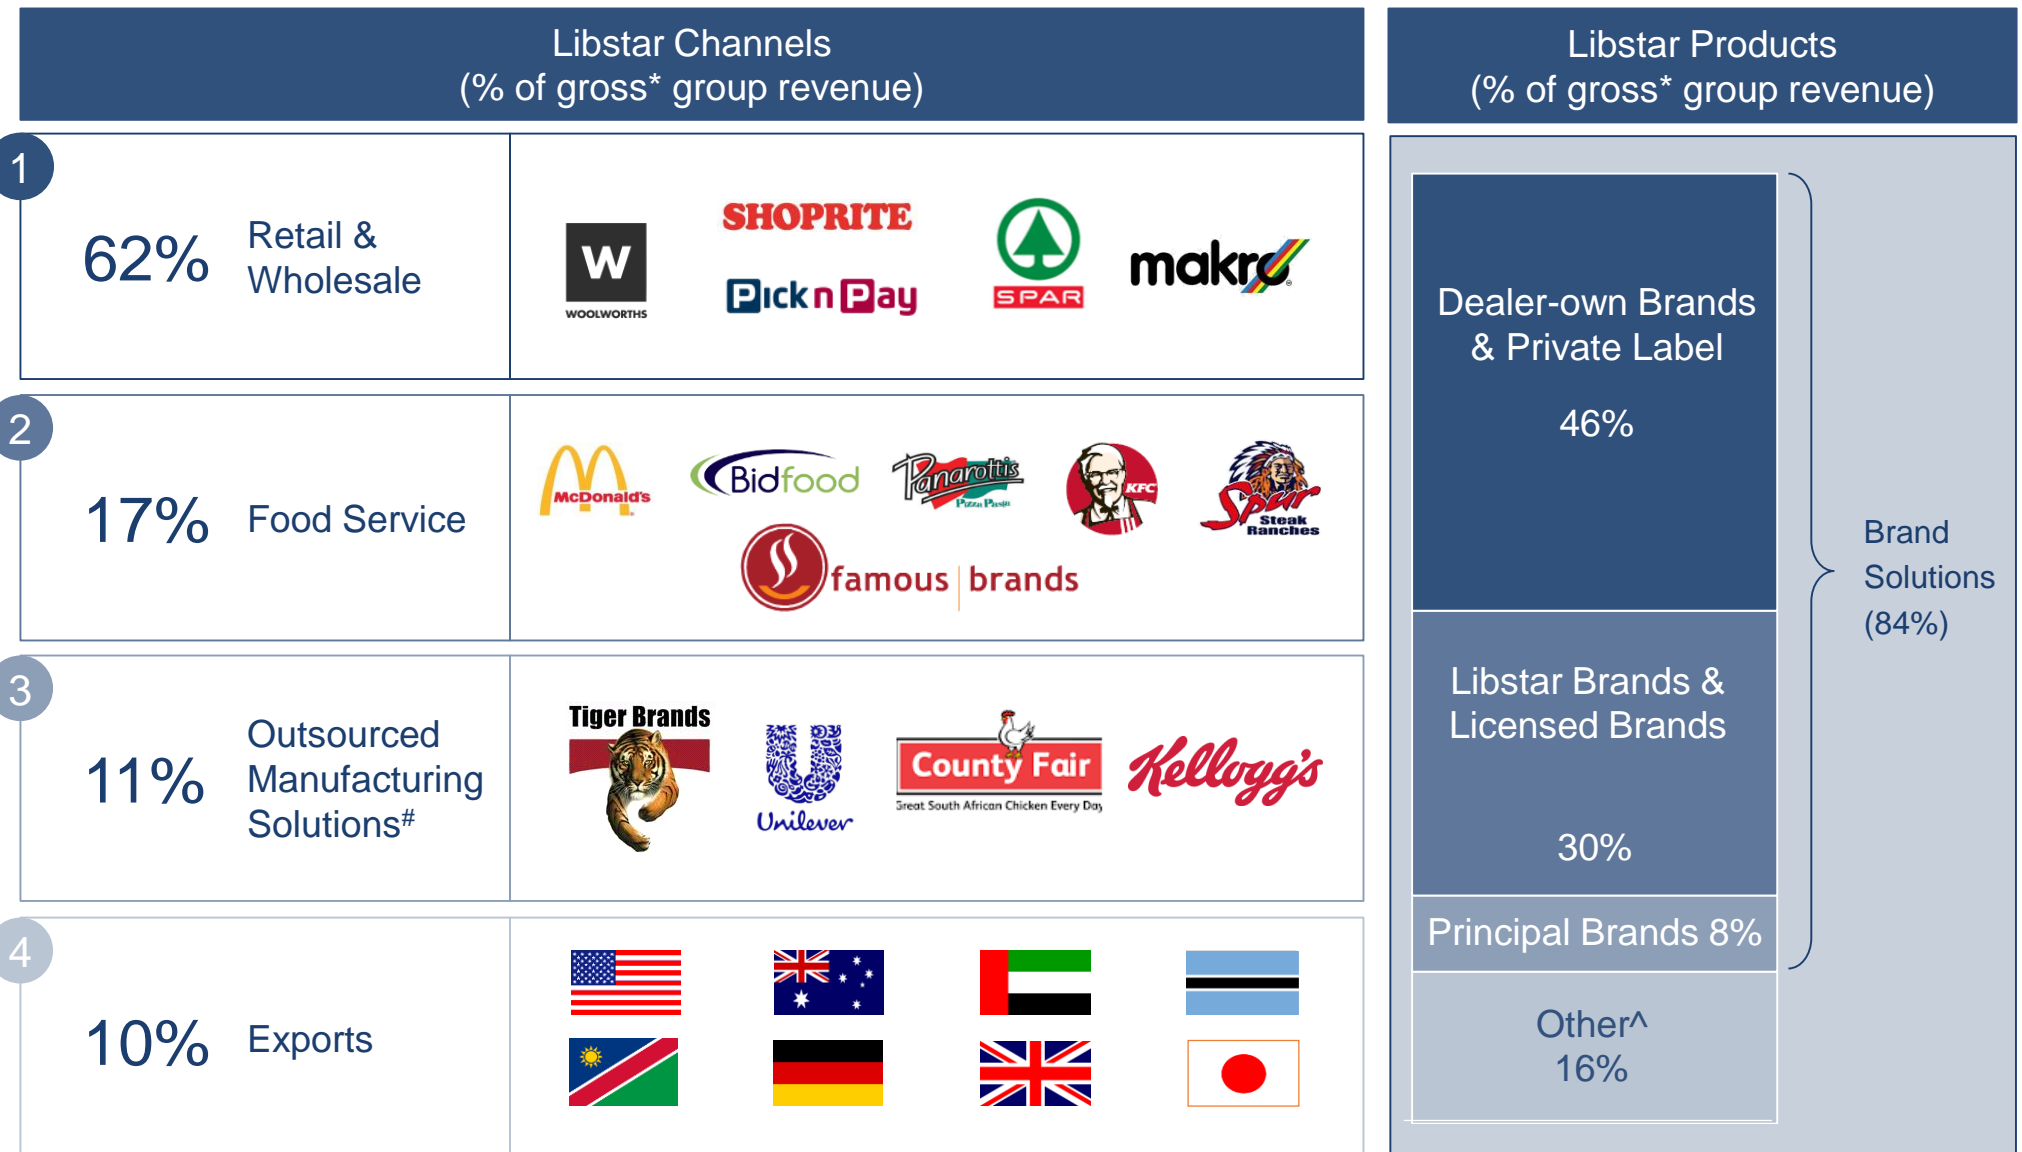 Libstar Channels
(% of gross* group revenue)
Libstar Products
(% of gross* group revenue)
1
62%
Retail &
Wholesale
W
WOOLWORTHS
SHOPRITE
Pick n Pay
SPAR
makro
2
17%
Food Service
McDonald's
Bidfood
Panarottis
Pizza Pasta
KFC
Spur
Steak
Ranches
famous | brands
3
11%
Outsourced
Manufacturing
Solutions#
Tiger Brands
Unilever
County Fair
Great South African Chicken Every Day
Kellogg's
4
10%
Exports
Dealer-own Brands
& Private Label
46%
Libstar Brands &
Licensed Brands
30%
Principal Brands 8%
Other^
16%
Brand
Solutions
(84%)